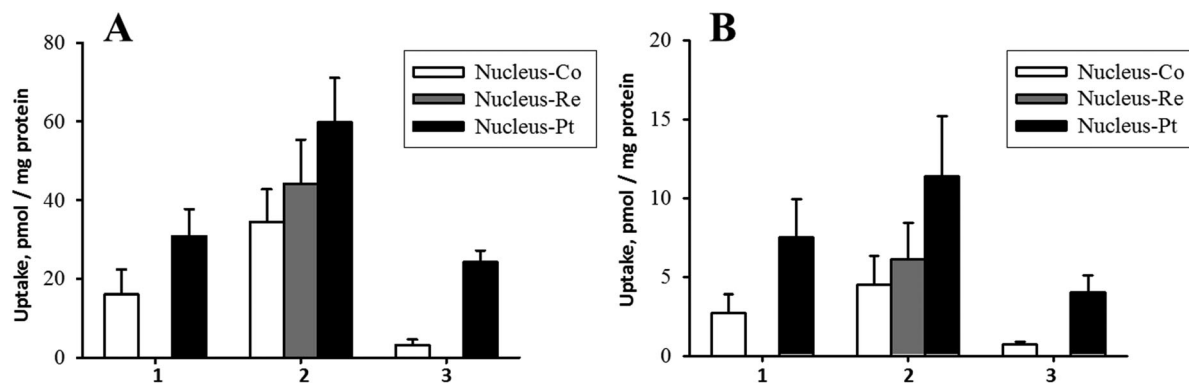 A
Uptake, pmol / mg protein
80
60
40
20
0
Nucleus-Co
Nucleus-Re
Nucleus-Pt
1 2 3
B
Uptake, pmol / mg protein
20
15
10
5
0
Nucleus-Co
Nucleus-Re
Nucleus-Pt
1 2 3